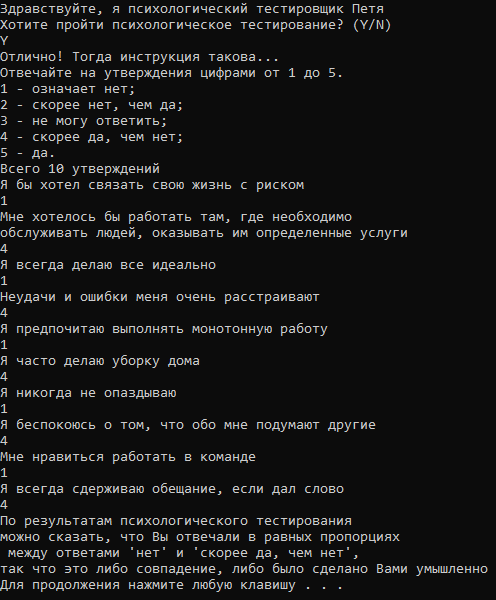 Здравствуйте, я психологический тестировщик Петя
Хотите пройти психологическое тестирование? (Y/N)
Y
Отлично! Тогда инструкция такова...
Отвечайте на утверждения цифрами от 1 до 5.
1 - означает нет;
2 - скорее нет, чем да;
3 - не могу ответить;
4 - скорее да, чем нет;
5 - да.
Всего 10 утверждений
Я бы хотел связать свою жизнь с риском
1
Мне хотелось бы работать там, где необходимо
обслуживать людей, оказывать им определенные услуги
4
Я всегда делаю все идеально
1
Неудачи и ошибки меня очень расстраивают
4
Я предпочитаю выполнять монотонную работу
1
Я часто делаю уборку дома
4
Я никогда не опаздываю
1
Я беспокоюсь о том, что обо мне подумают другие
4
Мне нравиться работать в команде
1
Я всегда сдерживаю обещание, если дал слово
4
По результатам психологического тестирования
можно сказать, что Вы отвечали в равных пропорциях
 между ответами 'нет' и 'скорее да, чем нет',
так что это либо совпадение, либо было сделано Вами умышленно
Для продолжения нажмите любую клавишу . . .